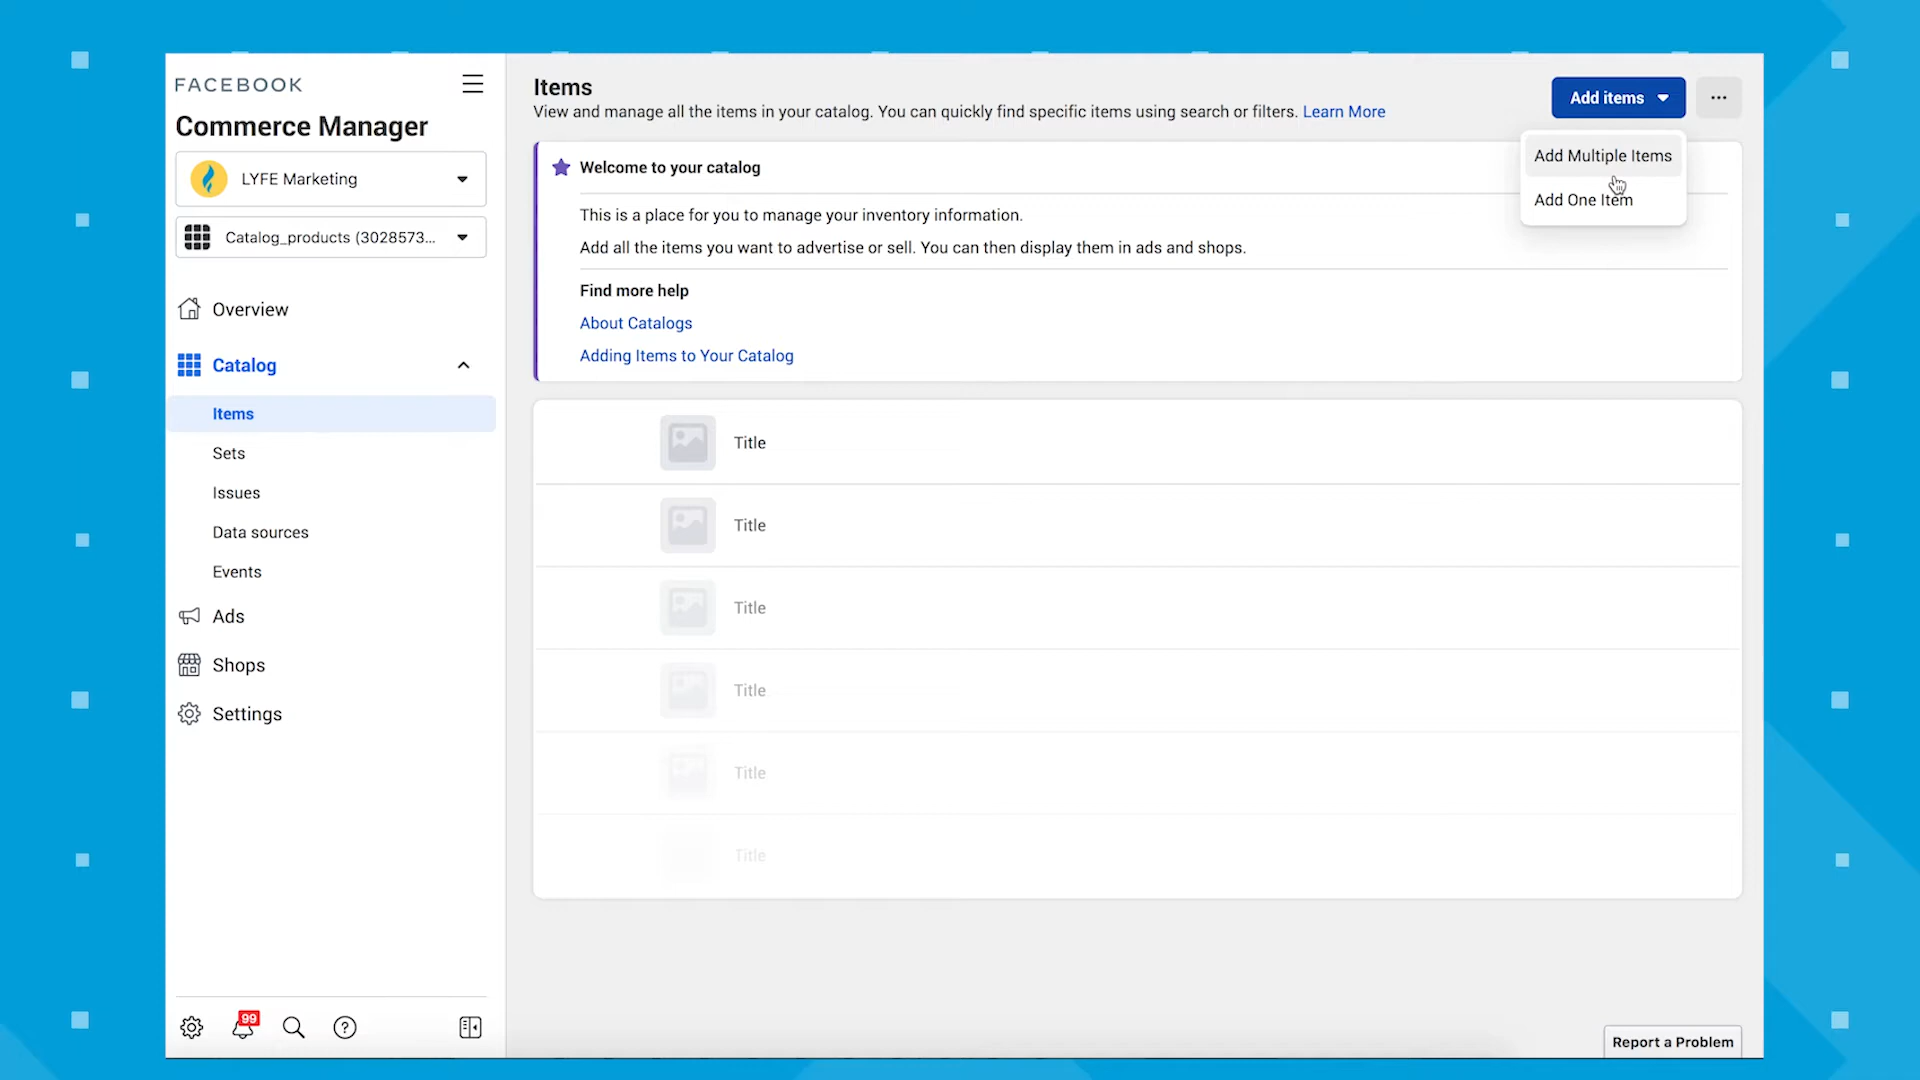 FACEBOOK
Commerce Manager
LYFE Marketing
Catalog_products (3028573...
Overview
Catalog
Items
Sets
Issues
Data sources
Events
Ads
Shops
Settings
99
Items
View and manage all the items in your catalog. You can quickly find specific items using search or filters. Learn More
Add items
Add Multiple Items
Add One Item
Welcome to your catalog
This is a place for you to manage your inventory information.
Add all the items you want to advertise or sell. You can then display them in ads and shops.
Find more help
About Catalogs
Adding Items to Your Catalog
Title
Title
Title
Title
Title
Title
Report a Problem